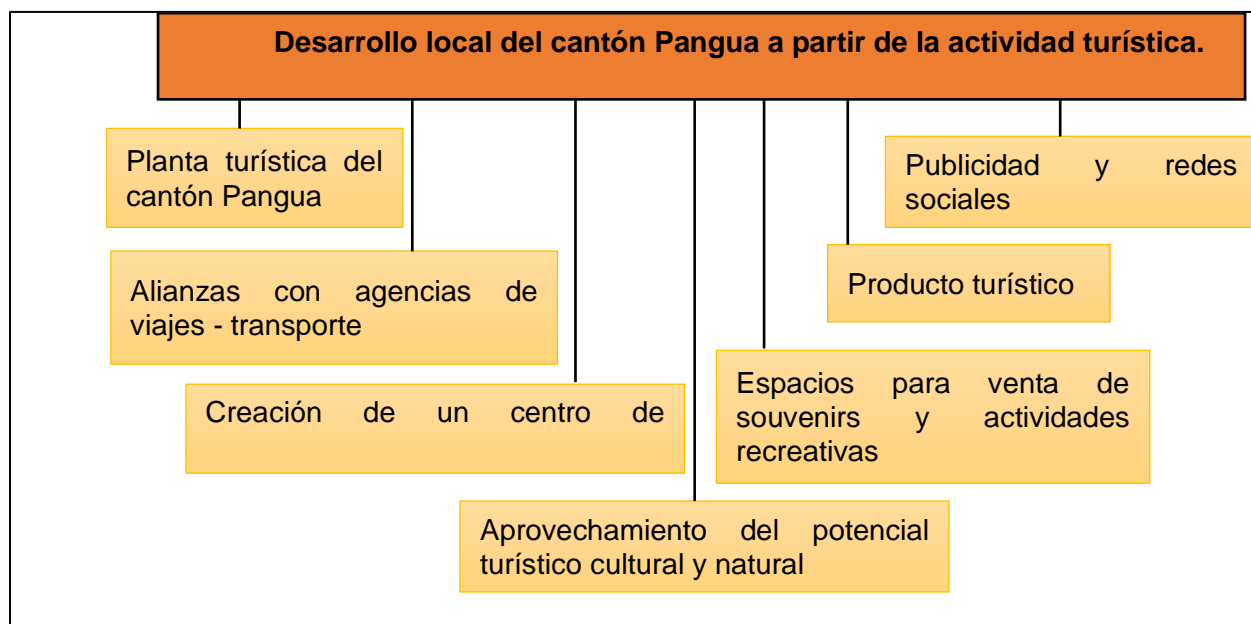 Desarrollo local del cantón Pangua a partir de la actividad turística.
Planta turística del
cantón Pangua
Alianzas con agencias de
viajes - transporte
Creación de un centro de
Aprovechamiento del potencial
turístico cultural y natural
Espacios para venta de
souvenirs y actividades
recreativas
Producto turístico
Publicidad y redes
sociales